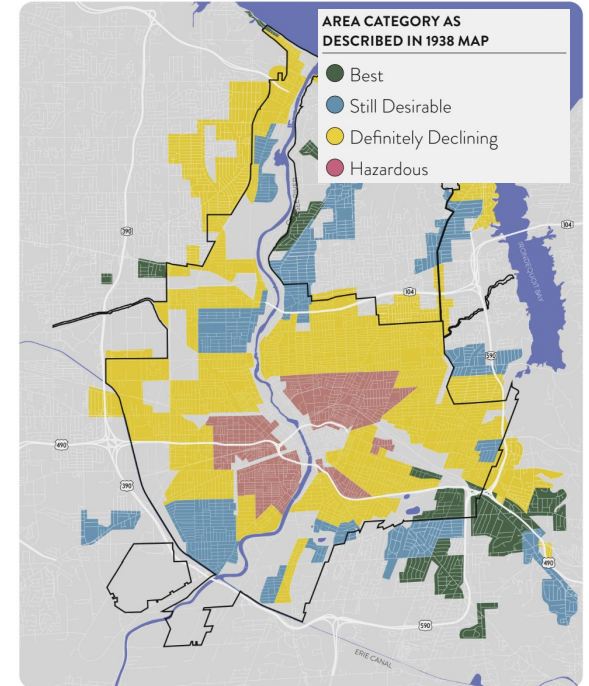 AREA CATEGORY AS
DESCRIBED IN 1938 MAP
Best
Still Desirable
Definitely Declining
Hazardous
390
104
IRONDEQUOIT BAY
104
590
490
390
490
590
ERIE CANAL